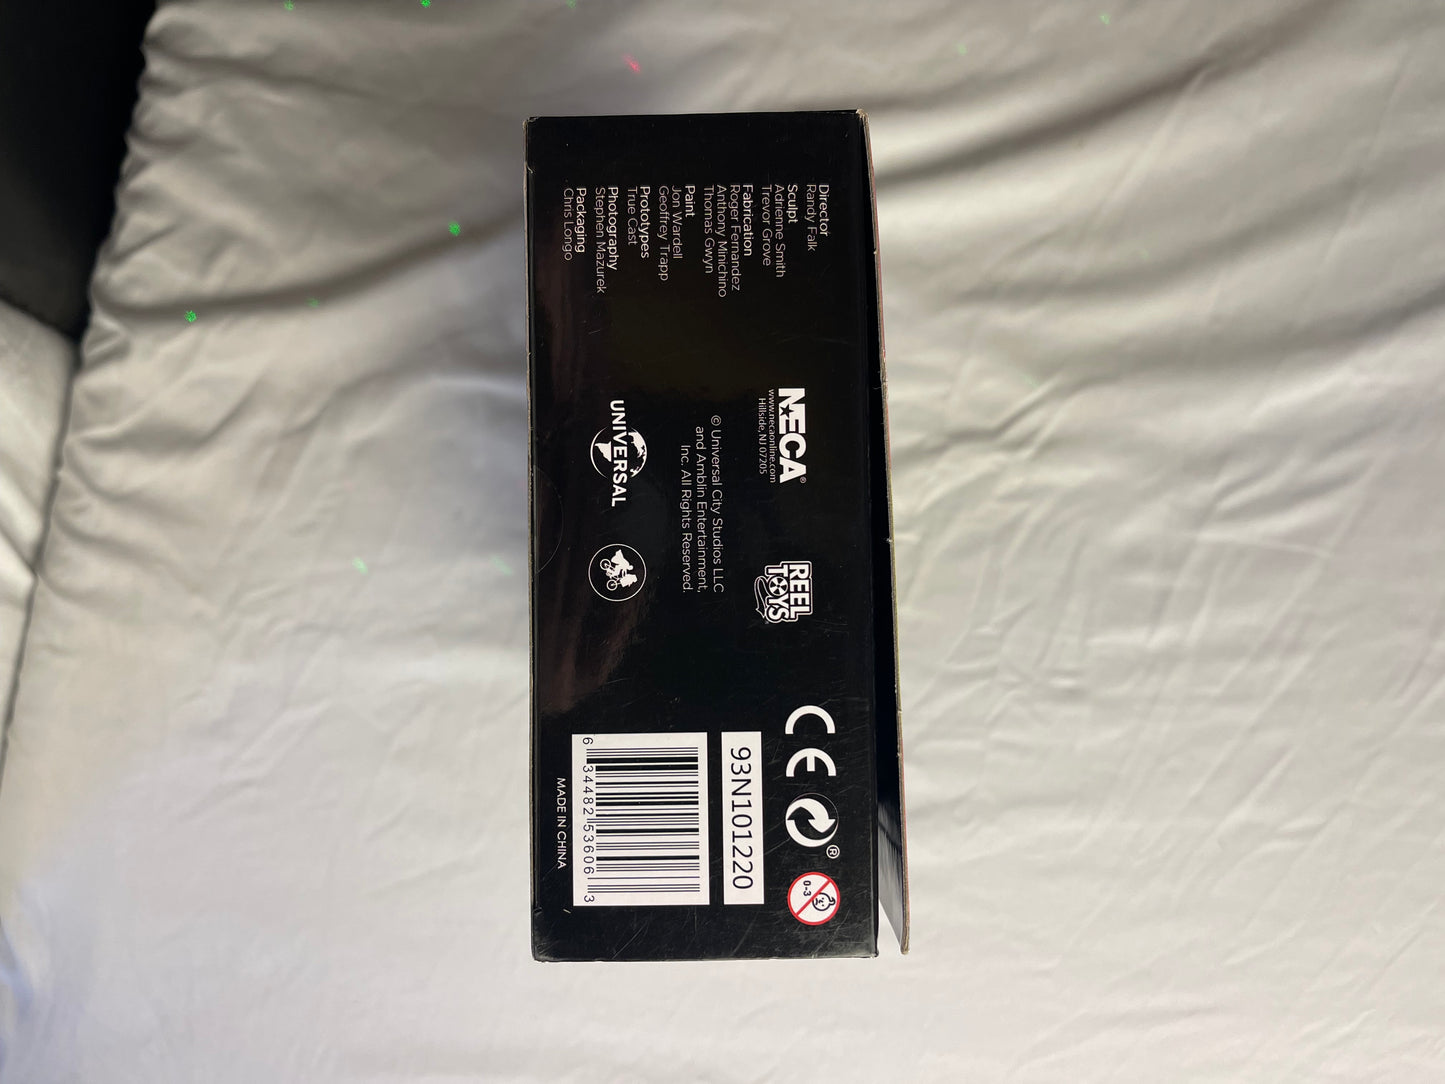 Director
Randy Falk
Sculpt
Adrienne Smith
Trevor Grove
Fabrication
Roger Fernandez
Anthony Minichino
Thomas Gwyn
Paint
Jon Wardell
Geoffrey Trapp
Prototypes
True Cast
Photography
Stephen Mazurek
Packaging
Chris Longo
NECA®
www.necaonline.com
Hillside, NJ 07205
REEL
TOYS
© Universal City Studios LLC
and Amblin Entertainment,
Inc. All Rights Reserved.
UNIVERSAL
CE
®
0-3
93N101220
6 34482 53606 3
MADE IN CHINA